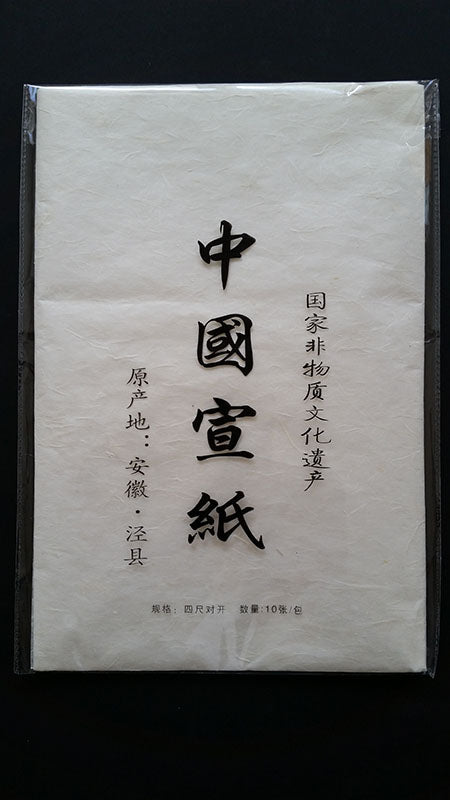 国家非物质文化遗产
中國宣紙
原产地：安徽·泾县
规格：四尺对开 数量:10张/包